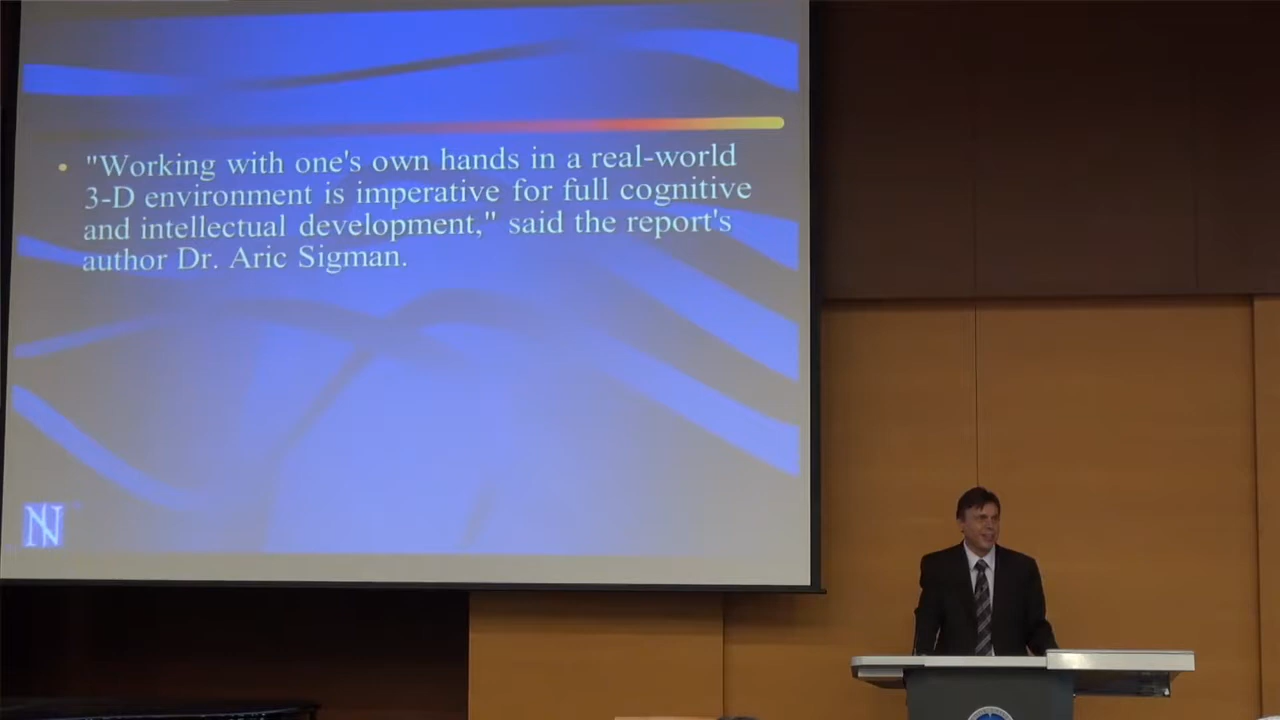 • "Working with one's own hands in a real-world
3-D environment is imperative for full cognitive
and intellectual development," said the report's
author Dr. Aric Sigman.
N